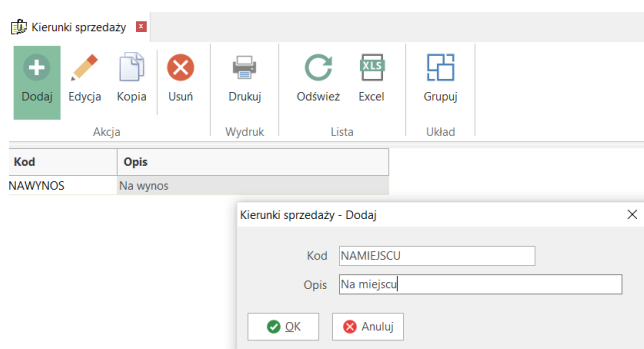 Kierunki sprzedaży
Dodaj Edycja Kopia Usuń Drukuj Odśwież XLS Excel Grupuj
Akcja Wydruk Lista Układ
Kod Opis
NAWYNOS Na wynos
Kierunki sprzedaży - Dodaj
Kod NAMIEJSCU
Opis Na miejscu
OK Anuluj